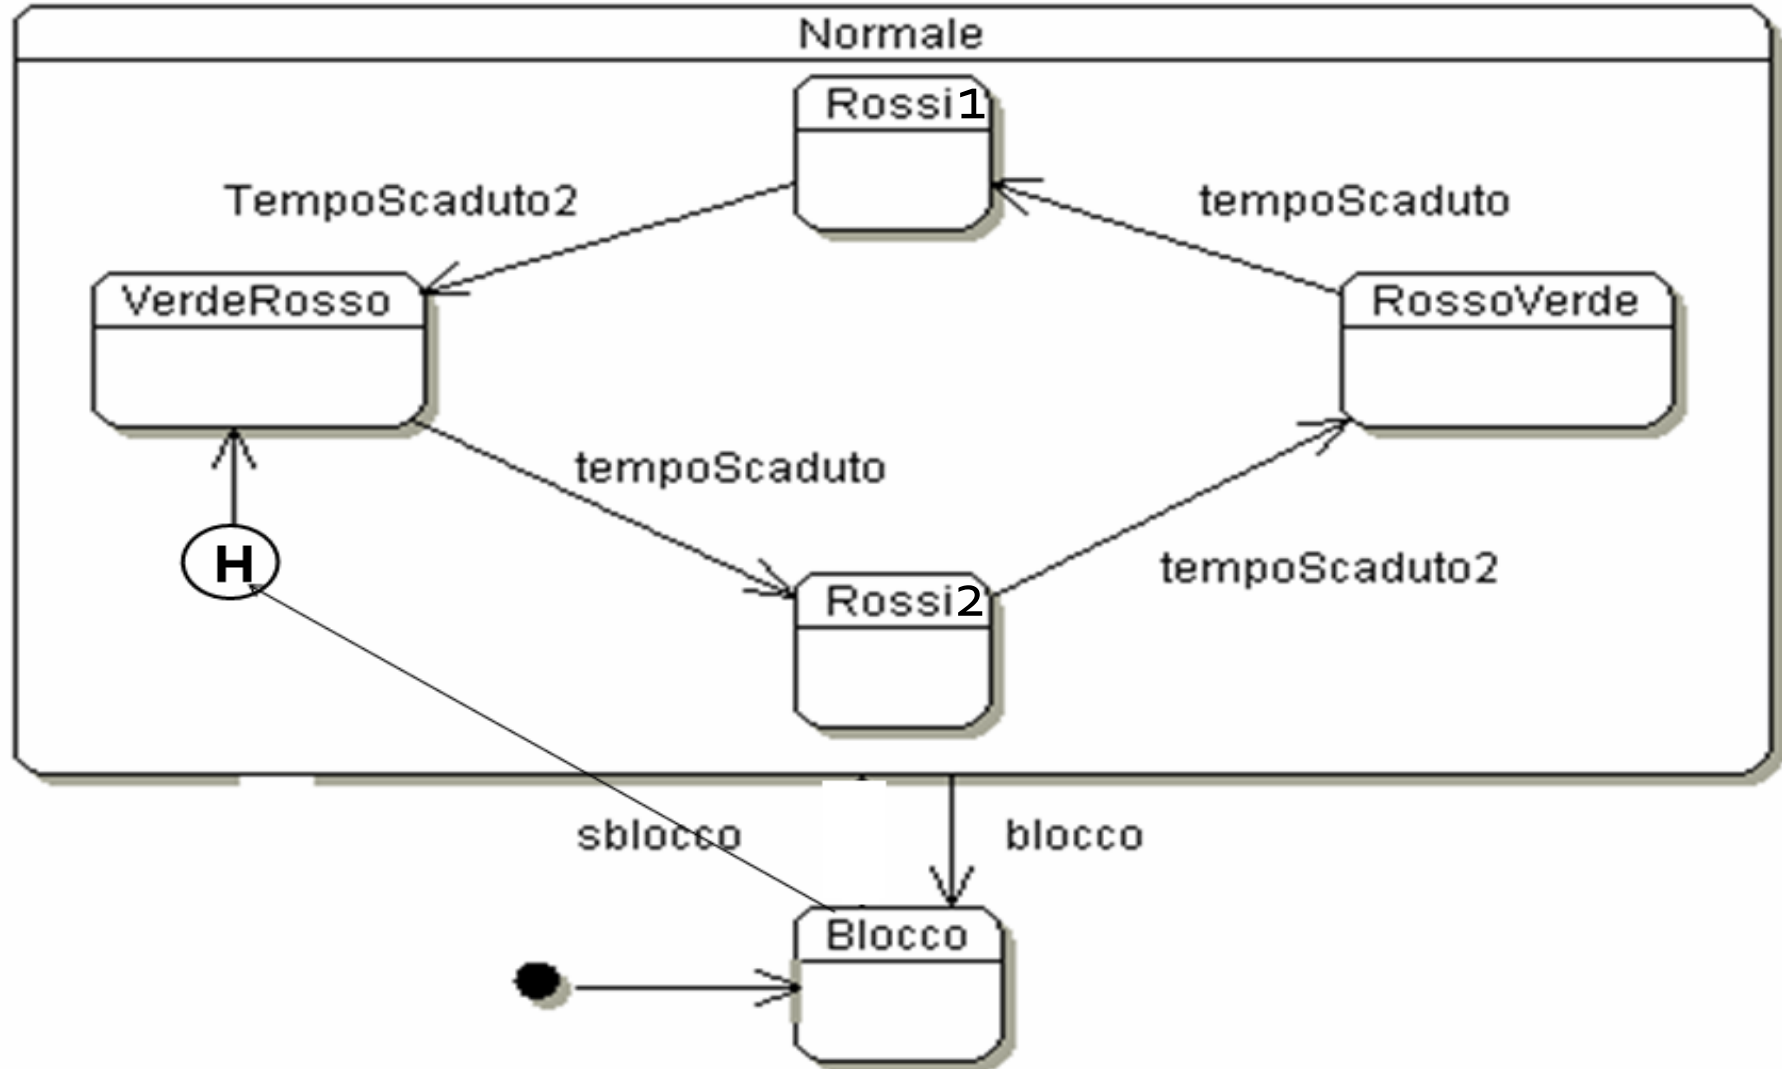 Normale
Rossi1
TempoScaduto2
tempoScaduto
VerdeRosso
RossoVerde
tempoScaduto
H
tempoScaduto2
Rossi2
sblocco
blocco
Blocco